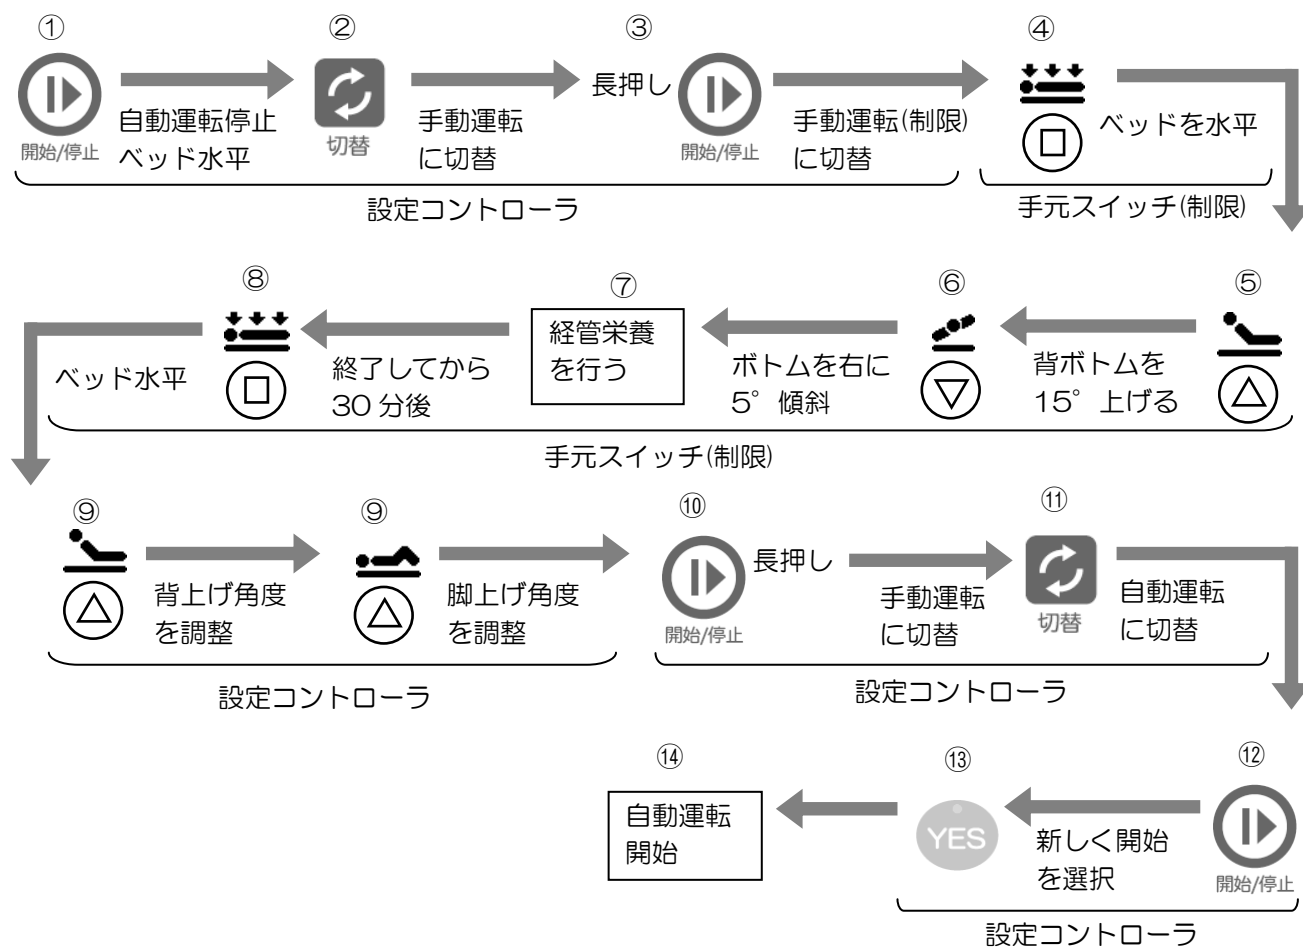 ①
②
③
④
長押し
開始/停止
自動運転停止
ベッド水平
切替
手動運転
に切替
開始/停止
手動運転(制限)
に切替
ベッドを水平
設定コントローラ
手元スイッチ(制限)
⑧
⑦
⑥
⑤
ベッド水平
終了してから
30 分後
経管栄養
を行う
ボトムを右に
5°傾斜
背ボトムを
15°上げる
手元スイッチ(制限)
⑨
⑨
⑩
⑪
背上げ角度
を調整
脚上げ角度
を調整
長押し
開始/停止
手動運転
に切替
切替
自動運転
に切替
設定コントローラ
設定コントローラ
⑭
⑬
⑫
自動運転
開始
YES
新しく開始
を選択
開始/停止
設定コントローラ